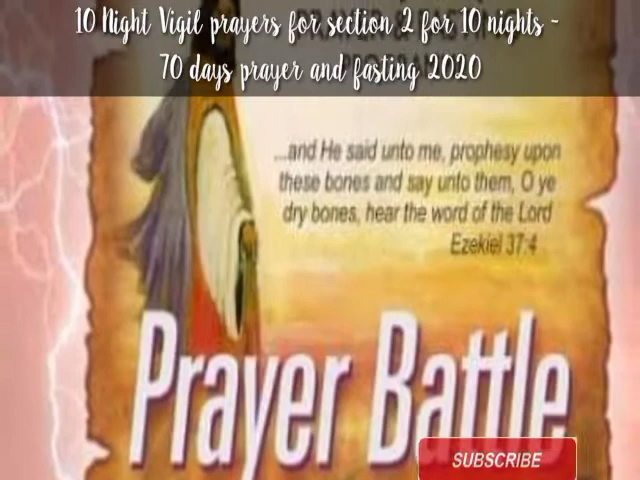 10 Night Vigil prayers for section 2 for 10 nights -
70 days prayer and fasting 2020
...and He said unto me, prophesy upon
these bones and say unto them, O ye
dry bones, hear the word of the Lord
Ezekiel 37:4
Prayer Battle
SUBSCRIBE